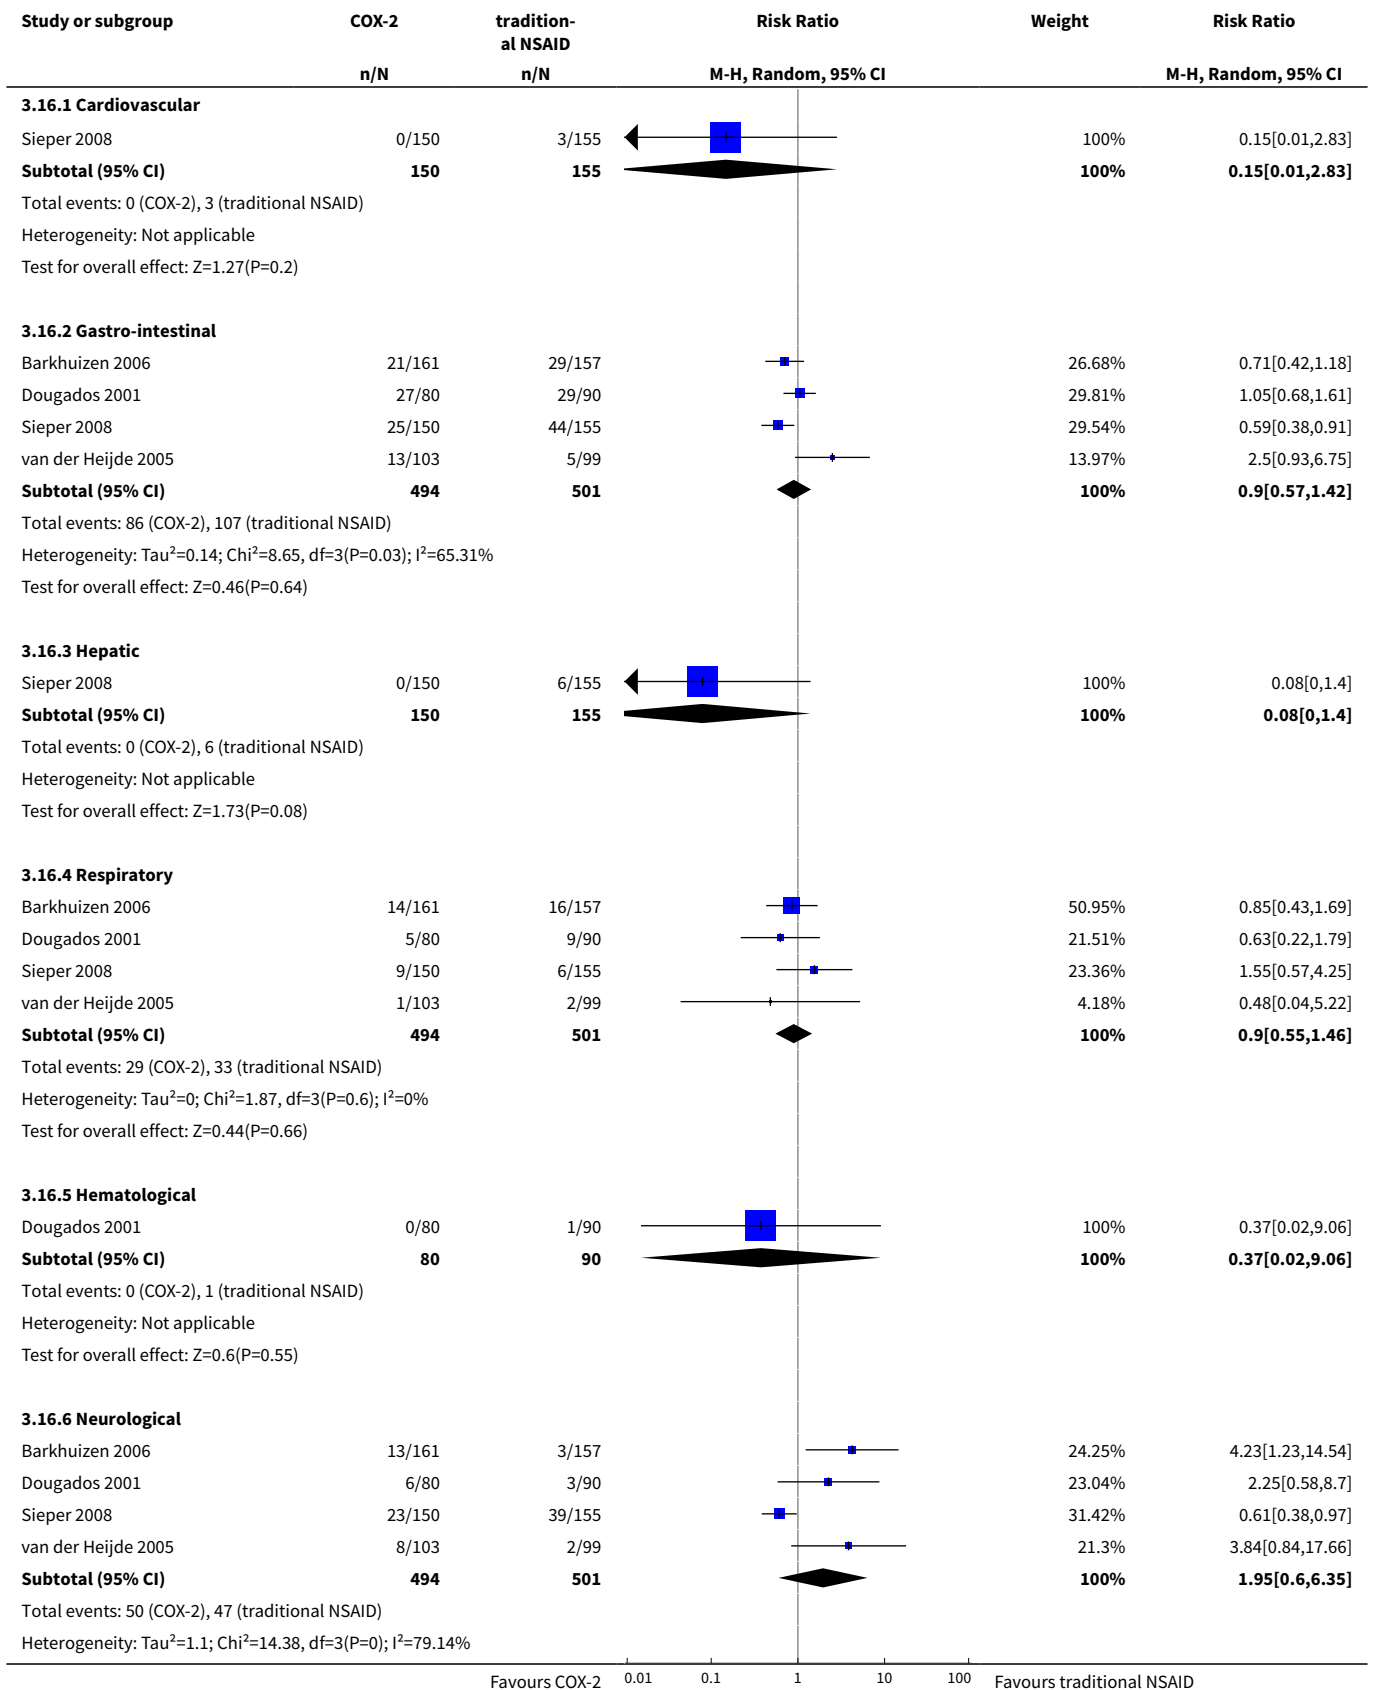 Study or subgroup COX-2 tradition- Risk Ratio Weight Risk Ratio
al NSAID
n/N n/N M-H, Random, 95% CI M-H, Random, 95% CI
3.16.1 Cardiovascular
Sieper 2008 0/150 3/155 100% 0.15[0.01,2.83]
Subtotal (95% CI) 150 155 100% 0.15[0.01,2.83]
Total events: 0 (COX-2), 3 (traditional NSAID)
Heterogeneity: Not applicable
Test for overall effect: Z=1.27(P=0.2)
3.16.2 Gastro-intestinal
Barkhuizen 2006 21/161 29/157 26.68% 0.71[0.42,1.18]
Dougados 2001 27/80 29/90 29.81% 1.05[0.68,1.61]
Sieper 2008 25/150 44/155 29.54% 0.59[0.38,0.91]
van der Heijde 2005 13/103 5/99 13.97% 2.5[0.93,6.75]
Subtotal (95% CI) 494 501 100% 0.9[0.57,1.42]
Total events: 86 (COX-2), 107 (traditional NSAID)
Heterogeneity: Tau²=0.14; Chi²=8.65, df=3(P=0.03); I²=65.31%
Test for overall effect: Z=0.46(P=0.64)
3.16.3 Hepatic
Sieper 2008 0/150 6/155 100% 0.08[0,1.4]
Subtotal (95% CI) 150 155 100% 0.08[0,1.4]
Total events: 0 (COX-2), 6 (traditional NSAID)
Heterogeneity: Not applicable
Test for overall effect: Z=1.73(P=0.08)
3.16.4 Respiratory
Barkhuizen 2006 14/161 16/157 50.95% 0.85[0.43,1.69]
Dougados 2001 5/80 9/90 21.51% 0.63[0.22,1.79]
Sieper 2008 9/150 6/155 23.36% 1.55[0.57,4.25]
van der Heijde 2005 1/103 2/99 4.18% 0.48[0.04,5.22]
Subtotal (95% CI) 494 501 100% 0.9[0.55,1.46]
Total events: 29 (COX-2), 33 (traditional NSAID)
Heterogeneity: Tau²=0; Chi²=1.87, df=3(P=0.6); I²=0%
Test for overall effect: Z=0.44(P=0.66)
3.16.5 Hematological
Dougados 2001 0/80 1/90 100% 0.37[0.02,9.06]
Subtotal (95% CI) 80 90 100% 0.37[0.02,9.06]
Total events: 0 (COX-2), 1 (traditional NSAID)
Heterogeneity: Not applicable
Test for overall effect: Z=0.6(P=0.55)
3.16.6 Neurological
Barkhuizen 2006 13/161 3/157 24.25% 4.23[1.23,14.54]
Dougados 2001 6/80 3/90 23.04% 2.25[0.58,8.7]
Sieper 2008 23/150 39/155 31.42% 0.61[0.38,0.97]
van der Heijde 2005 8/103 2/99 21.3% 3.84[0.84,17.66]
Subtotal (95% CI) 494 501 100% 1.95[0.6,6.35]
Total events: 50 (COX-2), 47 (traditional NSAID)
Heterogeneity: Tau²=1.1; Chi²=14.38, df=3(P=0); I²=79.14%
Favours COX-2 0.01 0.1 1 10 100 Favours traditional NSAID